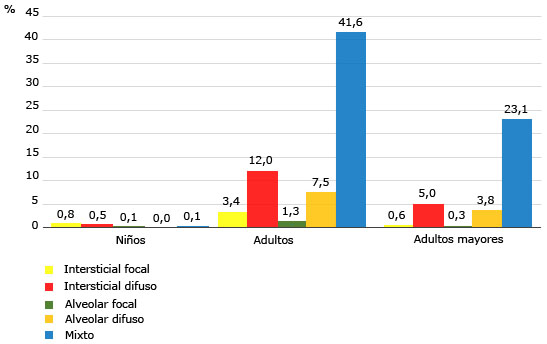 %
45
40
35
30
25
20
15
10
5
0
0,8 0,5 0,1 0,0 0,1
3,4 12,0 1,3 7,5 41,6
0,6 5,0 0,3 3,8 23,1
Niños Adultos Adultos mayores
Intersticial focal
Intersticial difuso
Alveolar focal
Alveolar difuso
Mixto